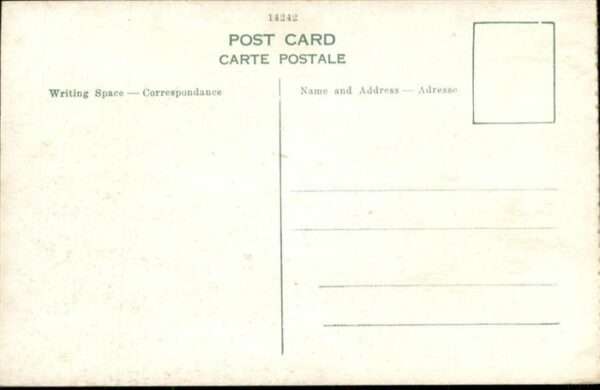 14242
POST CARD
CARTE POSTALE
Writing Space — Correspondance
Name and Address — Adresse